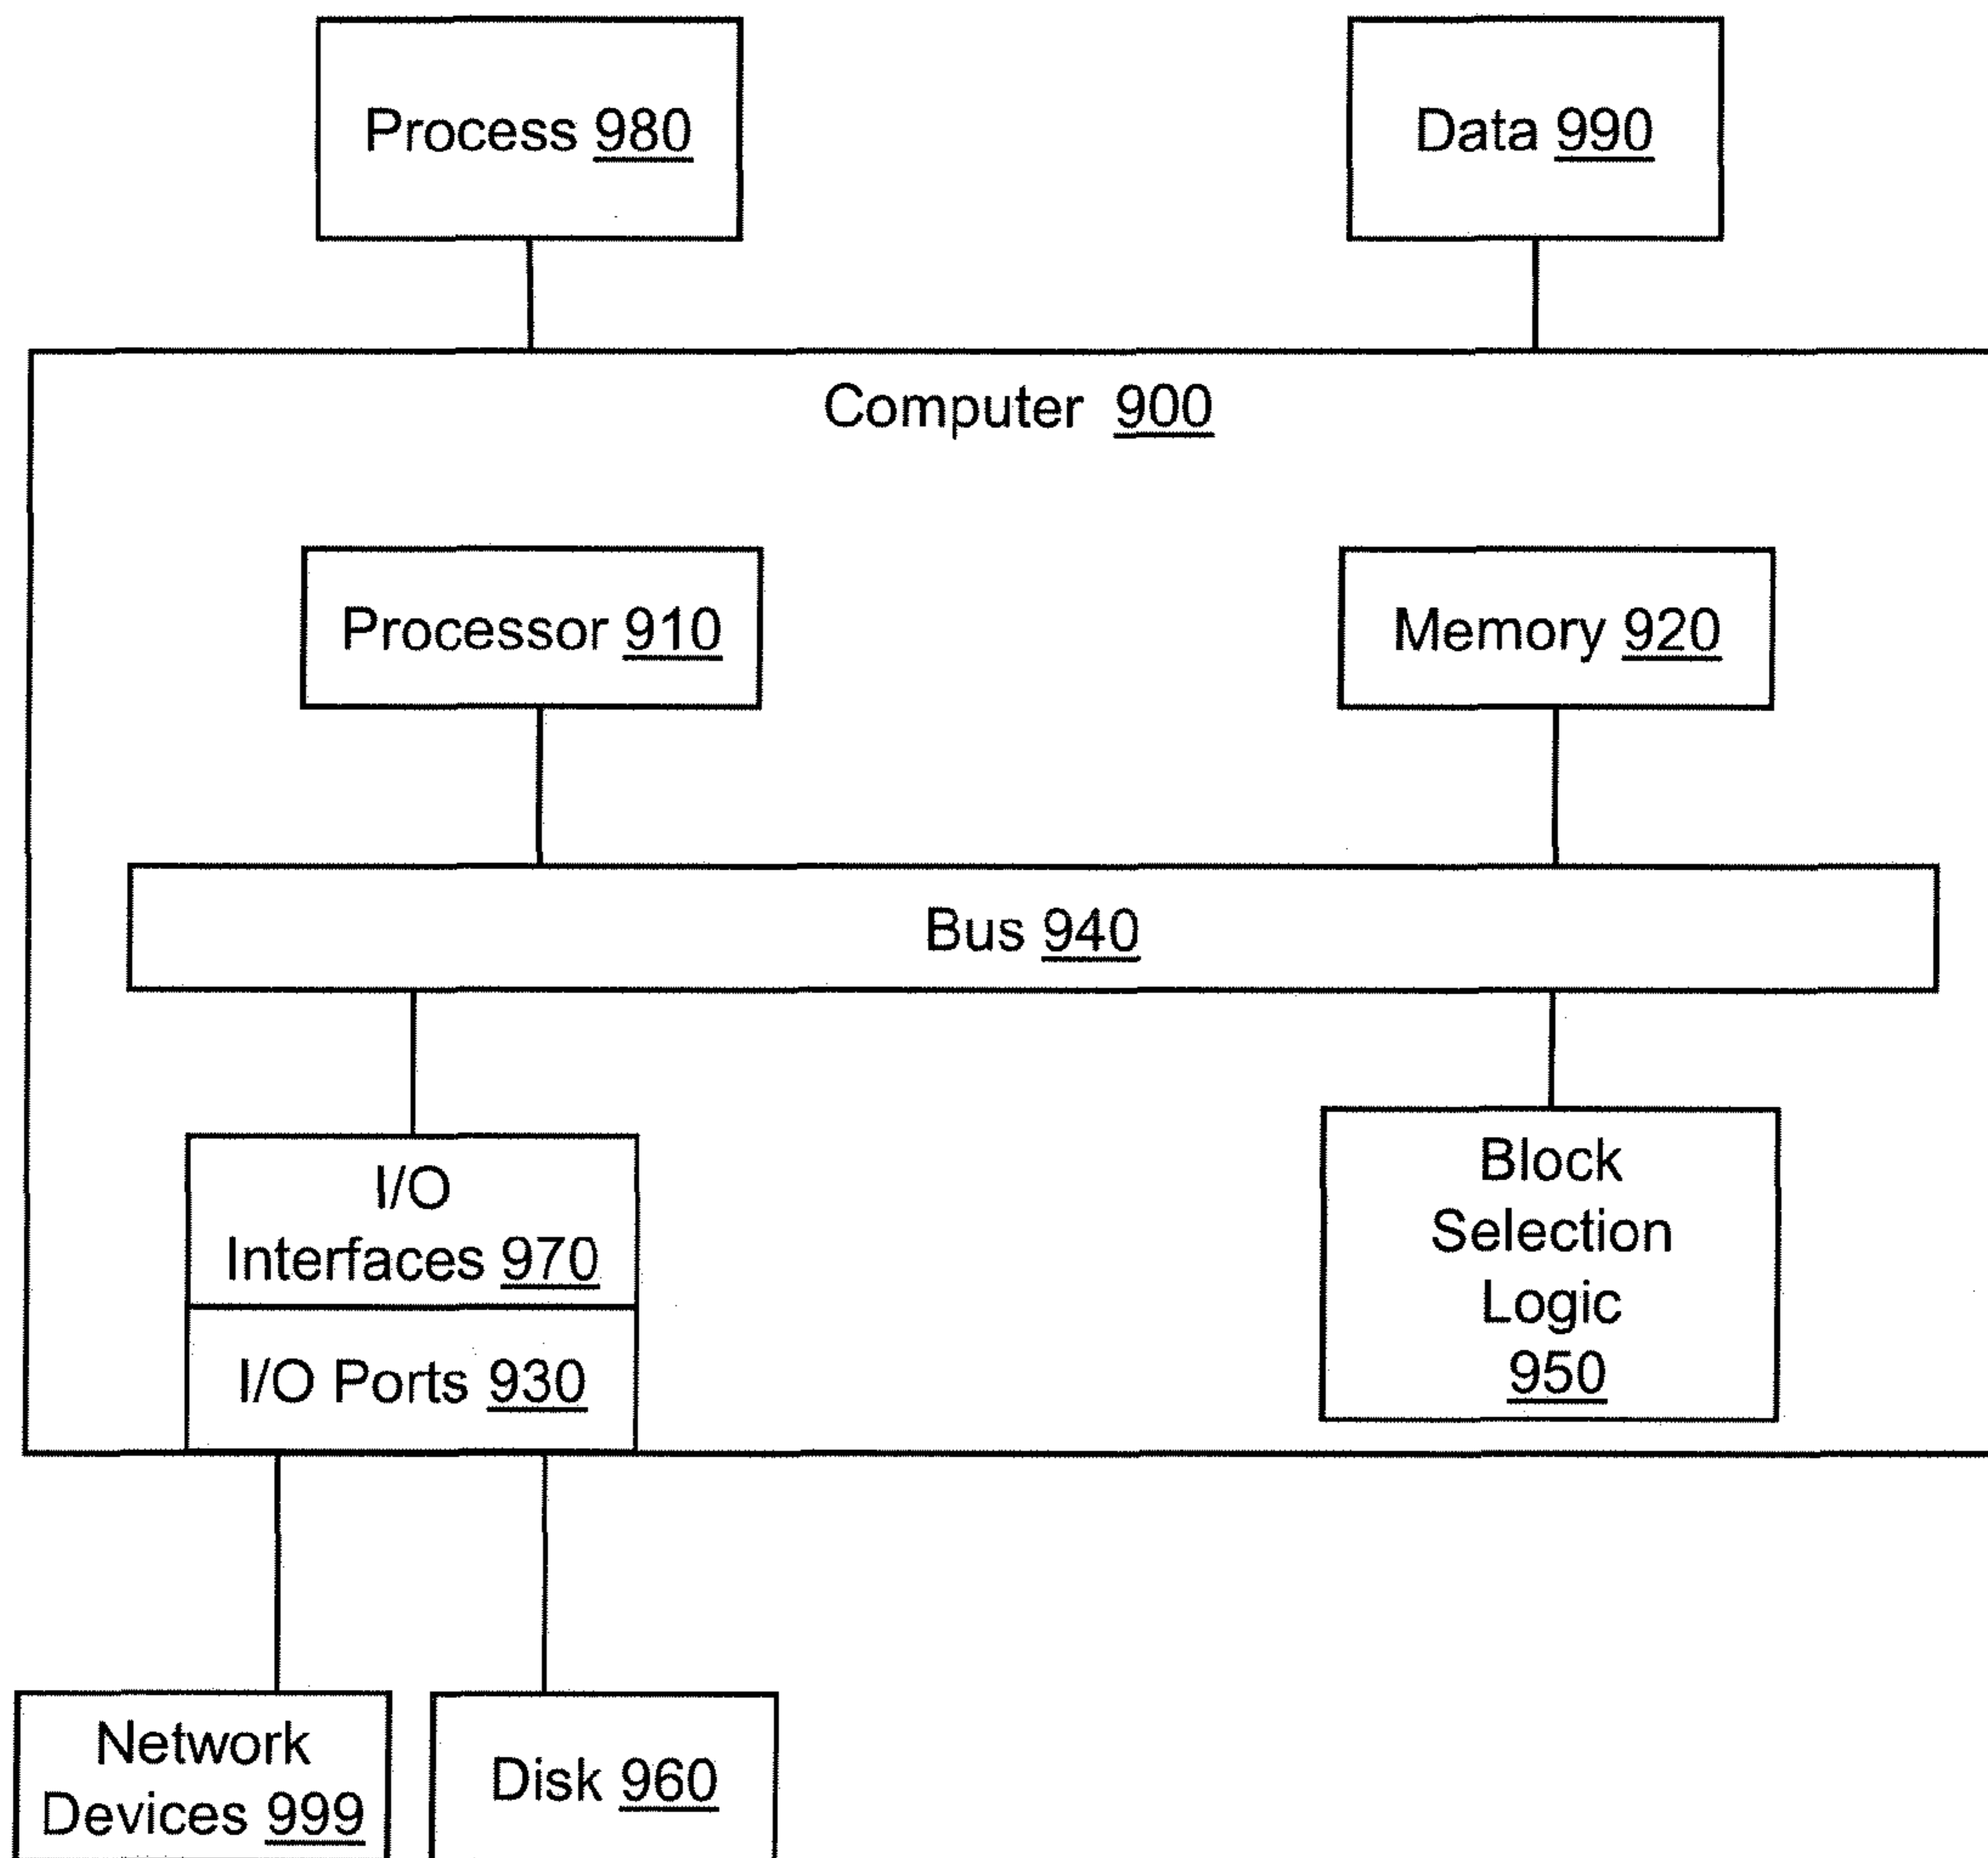 Process 980
Data 990
Computer 900
Processor 910
Memory 920
Bus 940
I/O
Interfaces 970
I/O Ports 930
Block
Selection
Logic
950
Network
Devices 999
Disk 960